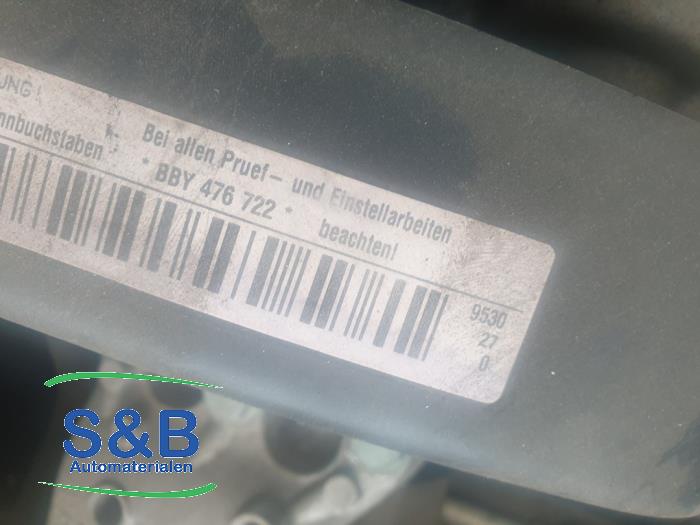 UNG
nnbuchstaben
Bei allen Pruef- und Einstellarbeiten
* BBY 476 722 *
beachten!
9530
27
0
S&B
Automaterialen